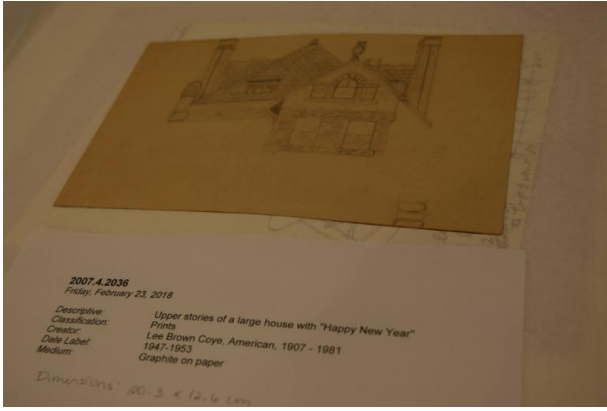 2007.4.2036
Friday, February 23, 2018
Descriptive: Upper stories of a large house with "Happy New Year"
Classification: Prints
Creator: Lee Brown Coye, American, 1907 - 1981
Date Label: 1947-1953
Medium: Graphite on paper
Dimensions: 20.3 x 12.6 cm